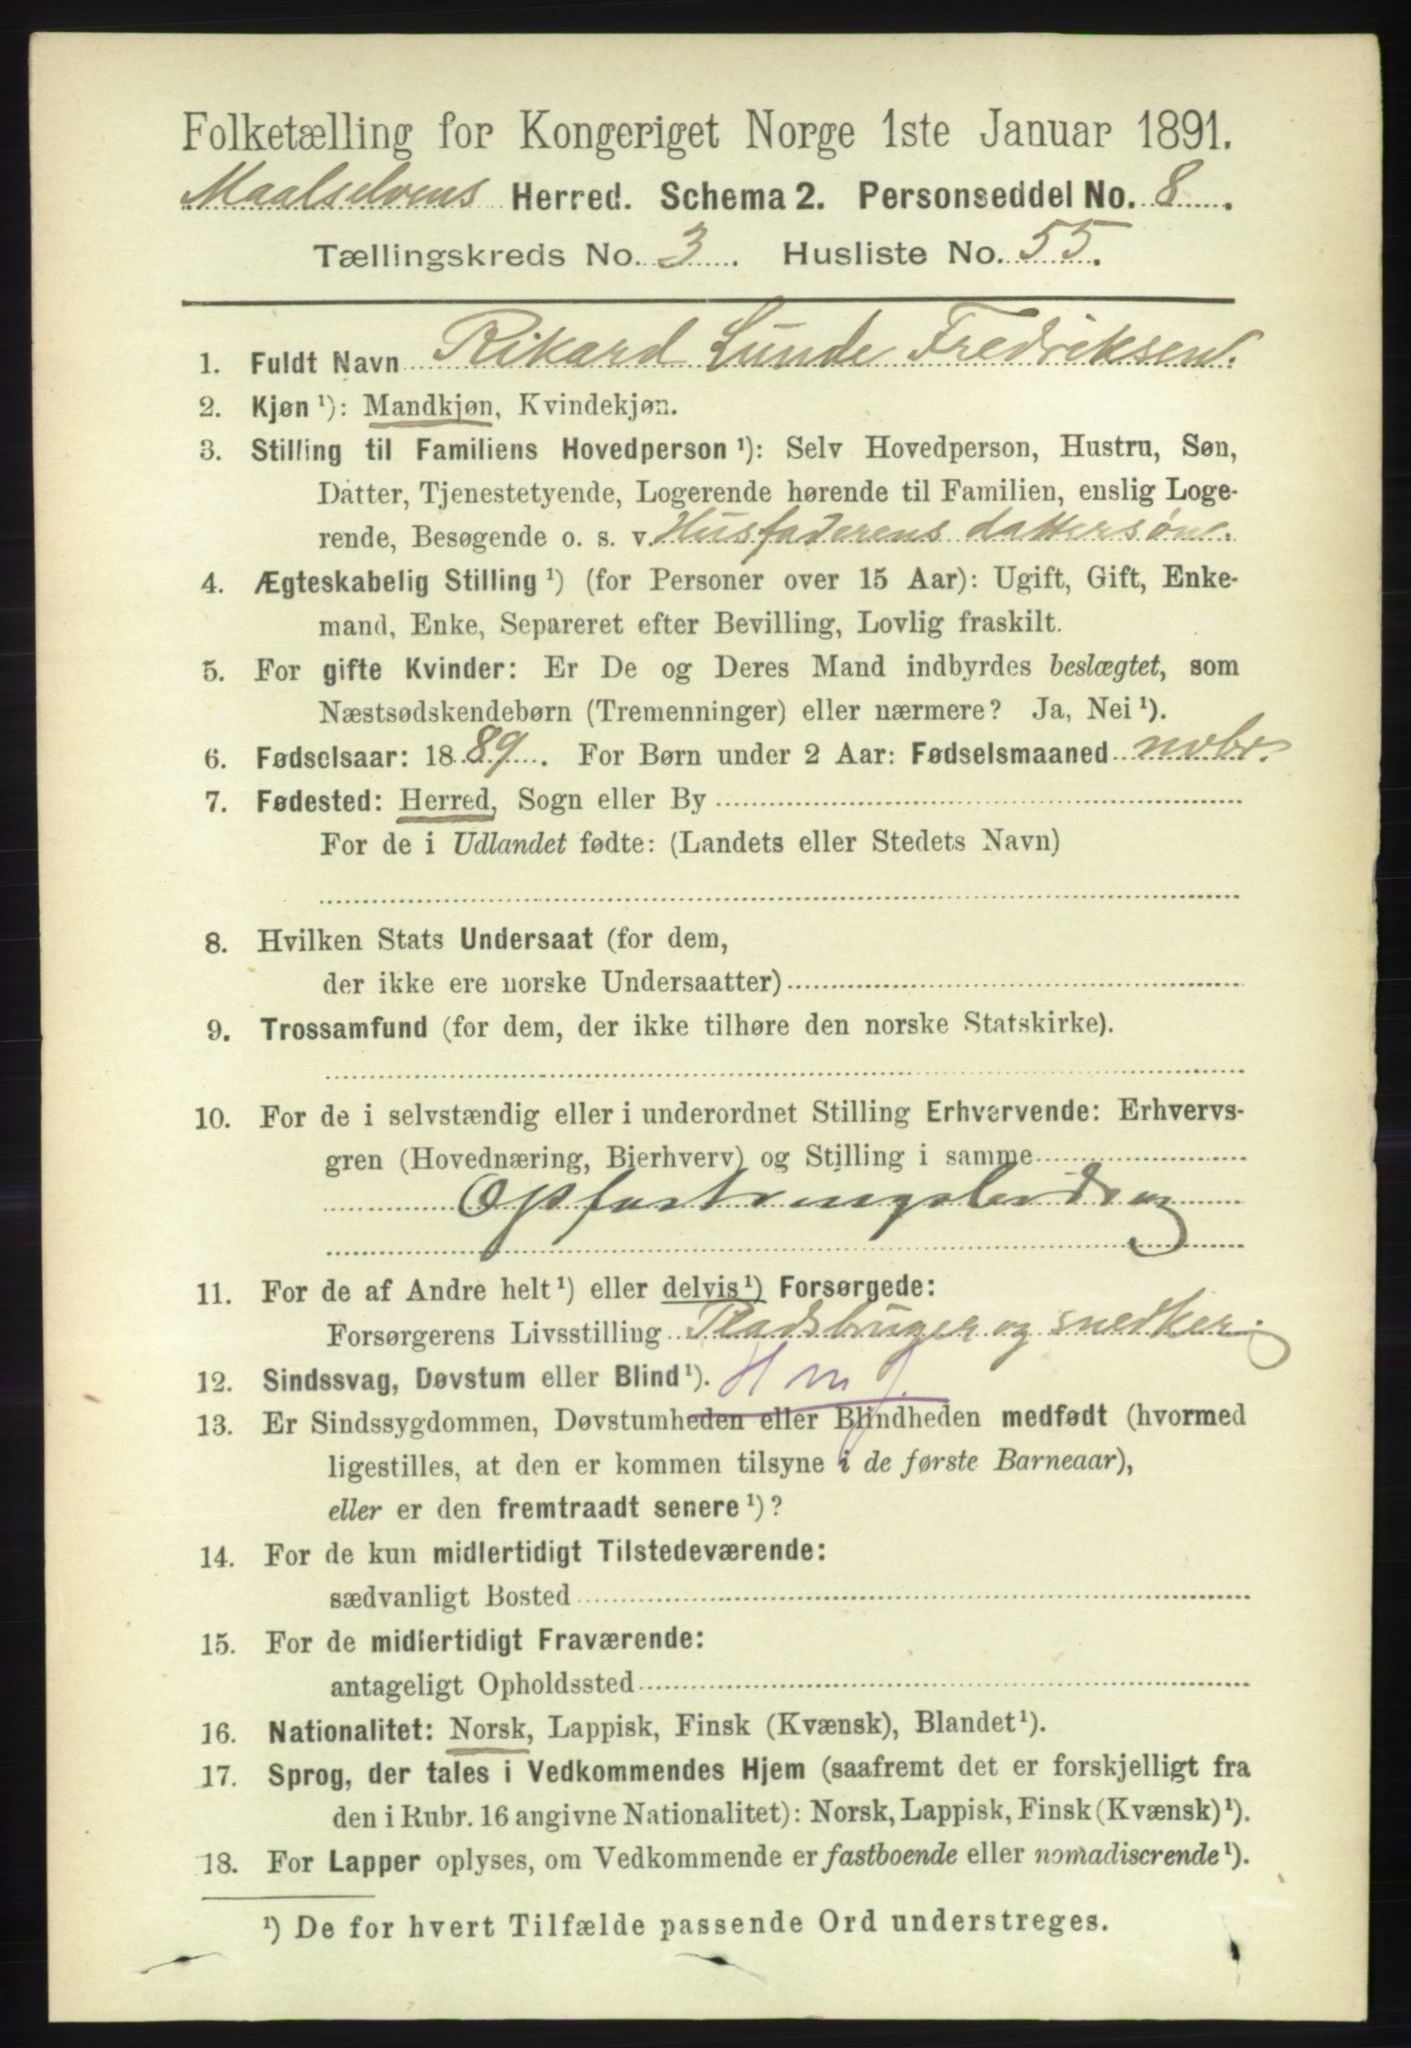 Folketælling for Kongeriget Norge 1ste Januar 1891.
Maalselvens Herred. Schema 2. Personseddel No. 8.
Tællingskreds No. 3. Husliste No. 55.
1. Fuldt Navn Rikard Lunde Fredriksen.
2. Kjøn ¹): Mandkjøn, Kvindekjøn.
3. Stilling til Familiens Hovedperson ¹): Selv Hovedperson, Hustru, Søn,
Datter, Tjenestetyende, Logerende hørende til Familien, enslig Loge-
rende, Besøgende o. s. v. Husfaderens dattersøn.
4. Ægteskabelig Stilling ¹) (for Personer over 15 Aar): Ugift, Gift, Enke-
mand, Enke, Separeret efter Bevilling, Lovlig fraskilt.
5. For gifte Kvinder: Er De og Deres Mand indbyrdes beslægtet, som
Næstsødskendebørn (Tremenninger) eller nærmere? Ja, Nei ¹).
6. Fødselsaar: 1889. For Børn under 2 Aar: Fødselsmaaned novbr.
7. Fødested: Herred, Sogn eller By
For de i Udlandet fødte: (Landets eller Stedets Navn)
8. Hvilken Stats Undersaat (for dem,
der ikke ere norske Undersaatter)
9. Trossamfund (for dem, der ikke tilhøre den norske Statskirke).
10. For de i selvstændig eller i underordnet Stilling Erhvervende: Erhvervs-
gren (Hovednæring, Bierhverv) og Stilling i samme
Opfostringsbidrag
11. For de af Andre helt ¹) eller delvis ¹) Forsørgede:
Forsørgerens Livsstilling Pladsbruger og snedker.
12. Sindssvag, Døvstum eller Blind ¹).
13. Er Sindssygdommen, Døvstumheden eller Blindheden medfødt (hvormed
ligestilles, at den er kommen tilsyne i de første Barneaar),
eller er den fremtraadt senere ¹)?
14. For de kun midlertidigt Tilstedeværende:
sædvanligt Bosted
15. For de midlertidigt Fraværende:
antageligt Opholdssted
16. Nationalitet: Norsk, Lappisk, Finsk (Kvænsk), Blandet ¹).
17. Sprog, der tales i Vedkommendes Hjem (saafremt det er forskjelligt fra
den i Rubr. 16 angivne Nationalitet): Norsk, Lappisk, Finsk (Kvænsk) ¹).
18. For Lapper oplyses, om Vedkommende er fastboende eller nomadiserende ¹).
¹) De for hvert Tilfælde passende Ord understreges.